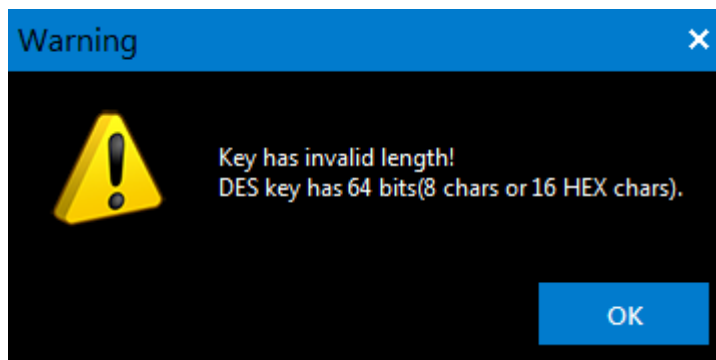 Warning
Key has invalid length!
DES key has 64 bits(8 chars or 16 HEX chars).
OK